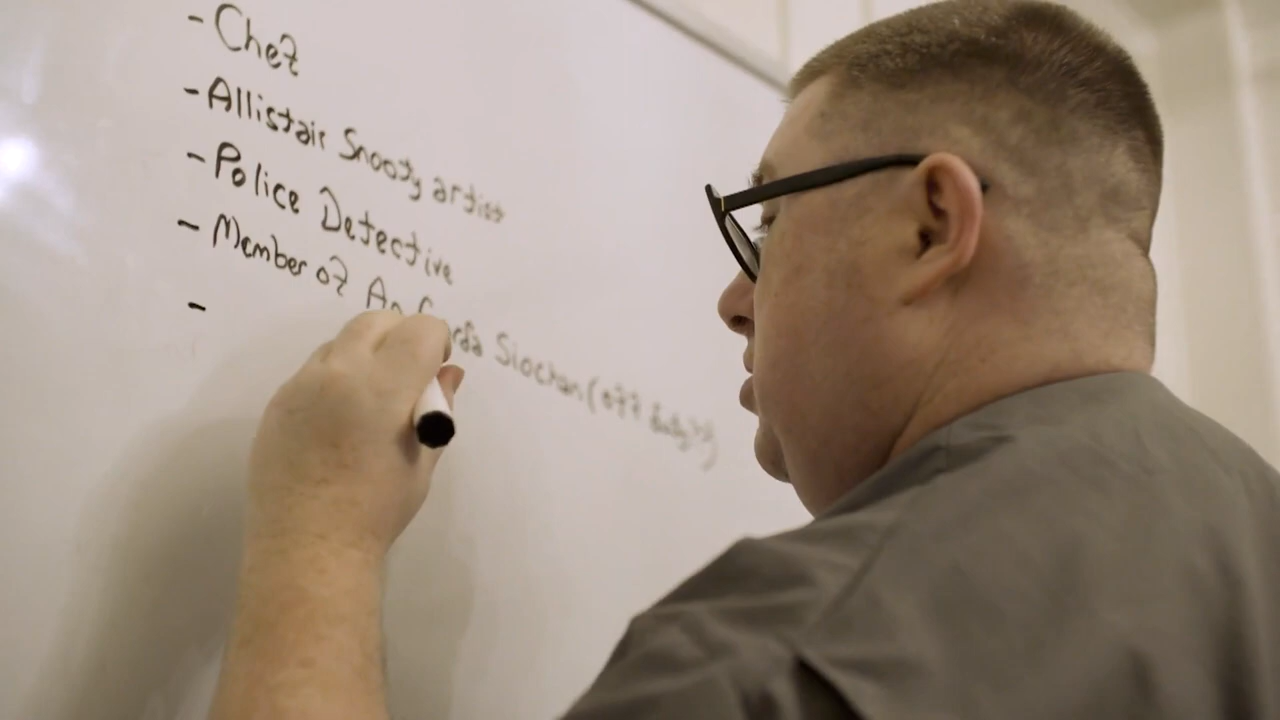 - Chef
- Allistair Snooty artist
- Police Detective
- Member of An Garda Siochan (off duty)
-